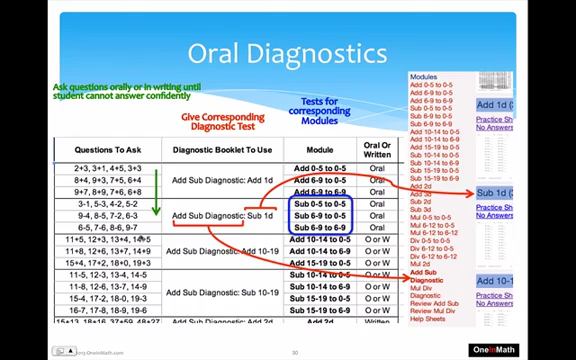 Oral Diagnostics
Ask questions orally or in writing until
student cannot answer confidently
Give Corresponding
Diagnostic Test
Tests for
corresponding
Modules
Questions To Ask
Diagnostic Booklet To Use
Module
Oral Or
Written
2+3, 3+1, 4+5, 3+3
Add 0-5 to 0-5
Oral
8+4, 9+3, 7+5, 6+4
Add Sub Diagnostic: Add 1d
Add 6-9 to 0-5
Oral
9+7, 8+9, 7+6, 6+8
Add 6-9 to 6-9
Oral
3-1, 5-3, 4-2, 5-2
Sub 0-5 to 0-5
Oral
9-4, 8-5, 7-2, 6-3
Add Sub Diagnostic: Sub 1d
Sub 6-9 to 0-5
Oral
6-5, 7-6, 8-6, 9-7
Sub 6-9 to 6-9
Oral
11+5, 12+3, 13+4, 14+5
Add 10-14 to 0-5
O or W
11+8, 12+6, 13+7, 14+9
Add Sub Diagnostic: Add 10-19
Add 10-14 to 6-9
O or W
15+4, 17+2, 18+0, 19+3
Add 15-19 to 0-5
O or W
11-5, 12-3, 13-4, 14-5
Sub 10-14 to 0-5
O or W
11-8, 12-6, 13-7, 14-9
Add Sub Diagnostic: Sub 10-19
Sub 10-14 to 6-9
O or W
15-4, 17-2, 18-0, 19-3
Sub 15-19 to 0-5
O or W
16-7, 17-8, 18-9, 19-6
Sub 15-19 to 6-9
O or W
15+13, 18+16, 37+59, 48+27
Add 2d
Written
Modules
Add 0-5 to 0-5
Add 6-9 to 0-5
Add 6-9 to 6-9
Sub 0-5 to 0-5
Sub 6-9 to 0-5
Sub 6-9 to 6-9
Add 10-14 to 0-5
Add 10-14 to 6-9
Add 15-19 to 0-5
Sub 10-14 to 0-5
Sub 10-14 to 6-9
Sub 15-19 to 0-5
Sub 15-19 to 6-9
Add 2d
Add 3d
Sub 2d
Sub 3d
Mul 0-5 to 0-5
Mul 6-12 to 0-5
Mul 6-12 to 6-12
Div 0-5 to 0-5
Div 6-12 to 0-5
Div 6-12 to 6-12
Mul 2d
Add Sub
Diagnostic
Mul Div
Diagnostic
Review Add Sub
Review Mul Div
Help Sheets
Add 1d
Practice Sh
No Answers
Sub 1d
Practice Sh
No Answers
Add 10-1
Practice Sh
No Answers
30
OneInMath